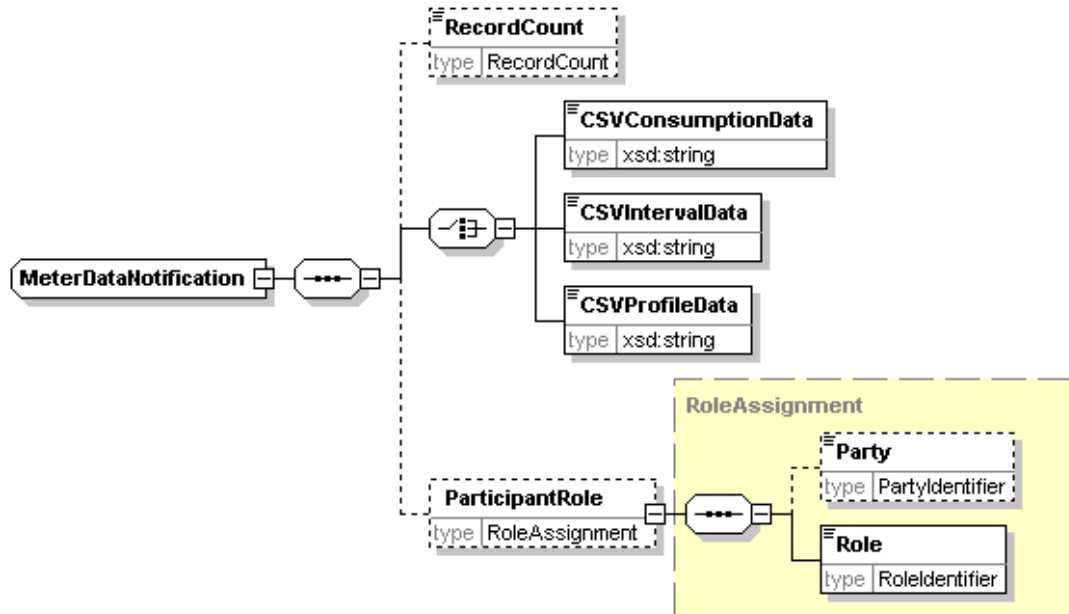 RecordCount
type RecordCount
CSVConsumptionData
type xsd:string
CSVIntervalData
type xsd:string
MeterDataNotification
CSVProfileData
type xsd:string
RoleAssignment
Party
type PartyIdentifier
ParticipantRole
type RoleAssignment
Role
type RoleIdentifier